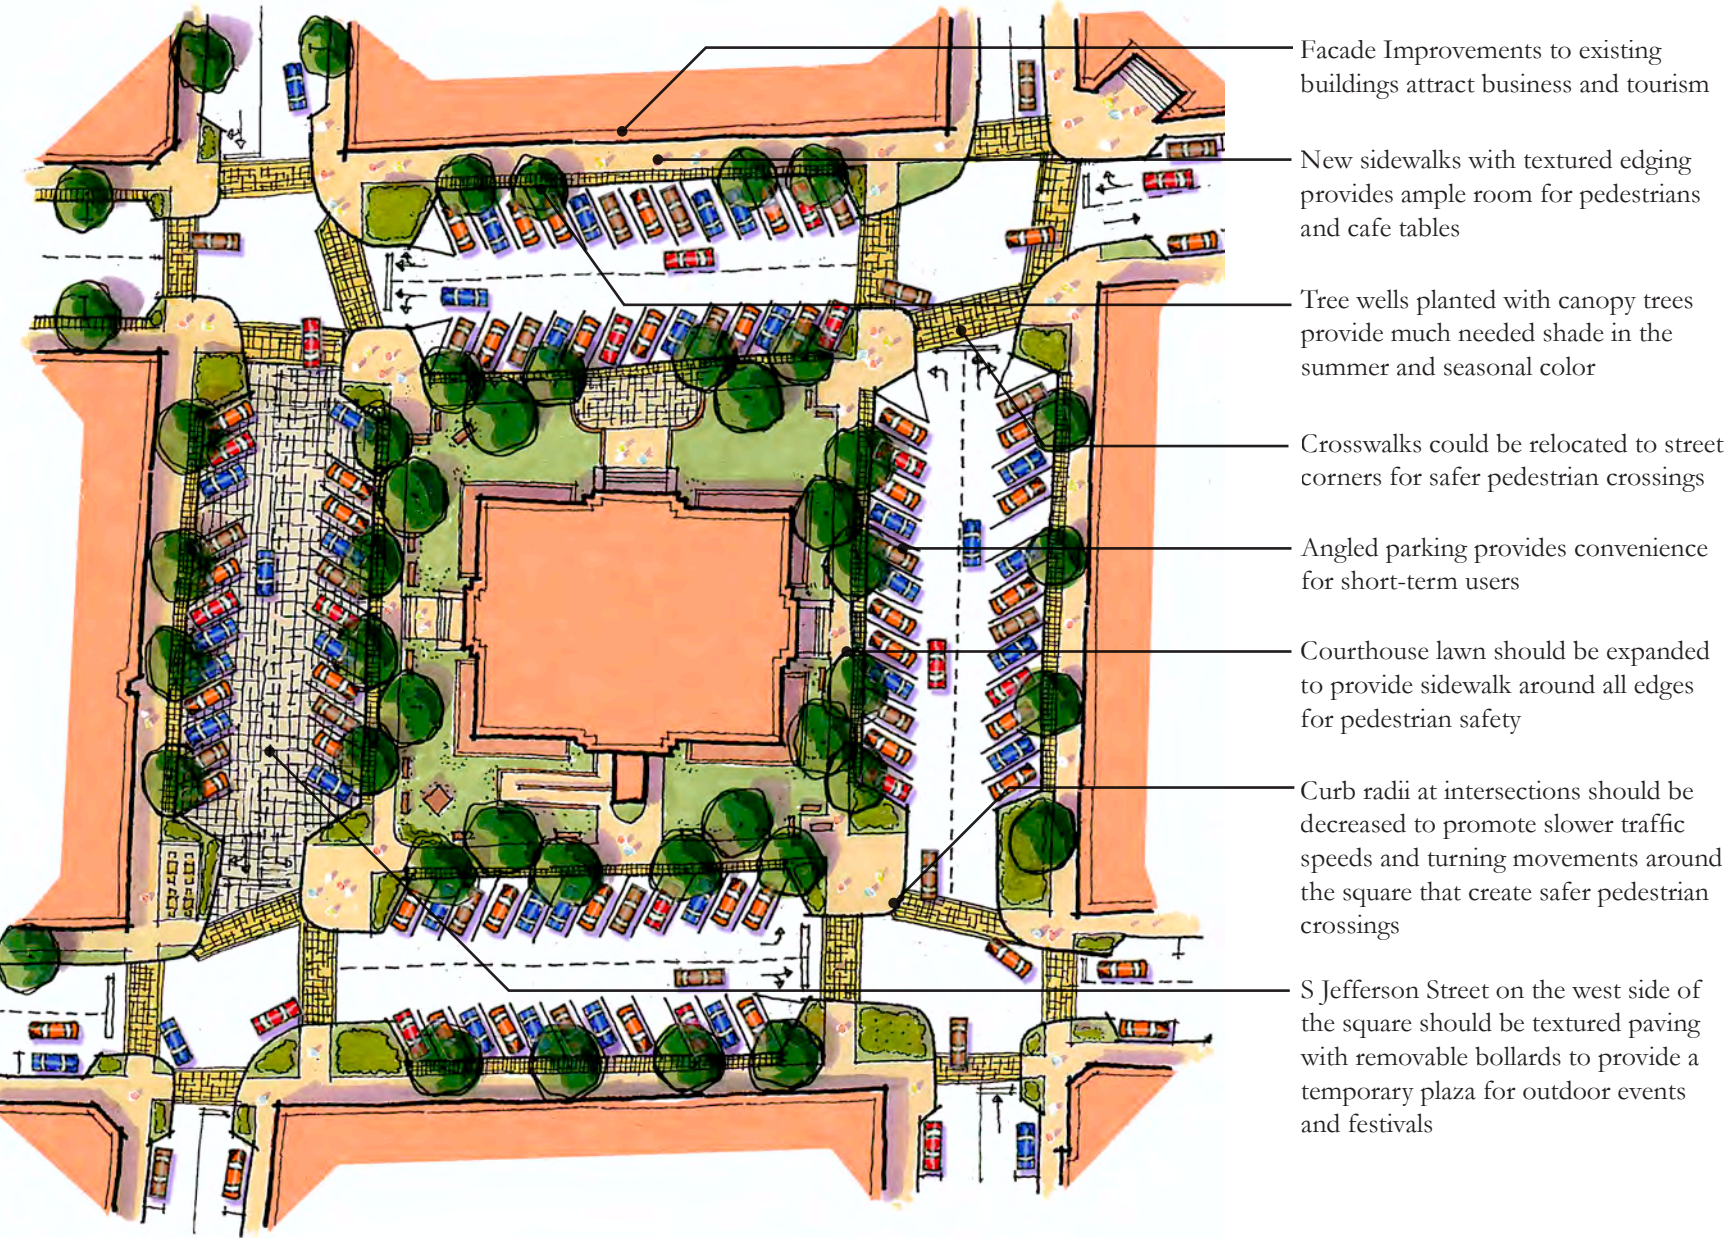 Facade Improvements to existing
buildings attract business and tourism
New sidewalks with textured edging
provides ample room for pedestrians
and cafe tables
Tree wells planted with canopy trees
provide much needed shade in the
summer and seasonal color
Crosswalks could be relocated to street
corners for safer pedestrian crossings
Angled parking provides convenience
for short-term users
Courthouse lawn should be expanded
to provide sidewalk around all edges
for pedestrian safety
Curb radii at intersections should be
decreased to promote slower traffic
speeds and turning movements around
the square that create safer pedestrian
crossings
S Jefferson Street on the west side of
the square should be textured paving
with removable bollards to provide a
temporary plaza for outdoor events
and festivals